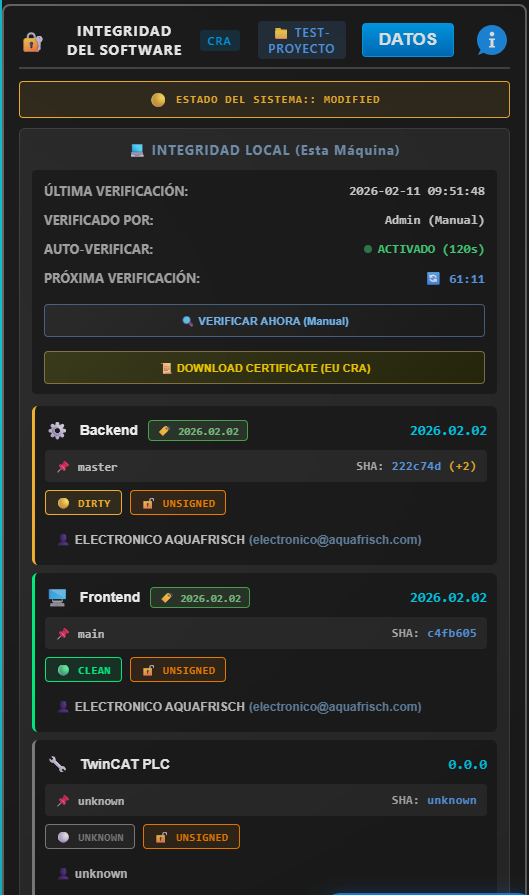 INTEGRIDAD
DEL SOFTWARE
CRA
TEST-
PROYECTO
DATOS
ESTADO DEL SISTEMA:: MODIFIED
INTEGRIDAD LOCAL (Esta Máquina)
ÚLTIMA VERIFICACIÓN: 2026-02-11 09:51:48
VERIFICADO POR: Admin (Manual)
AUTO-VERIFICAR: ACTIVADO (120s)
PRÓXIMA VERIFICACIÓN: 61:11
VERIFICAR AHORA (Manual)
DOWNLOAD CERTIFICATE (EU CRA)
Backend 2026.02.02 2026.02.02
master SHA: 222c74d (+2)
DIRTY UNSIGNED
ELECTRONICO AQUAFRISCH (electronico@aquafrisch.com)
Frontend 2026.02.02 2026.02.02
main SHA: c4fb605
CLEAN UNSIGNED
ELECTRONICO AQUAFRISCH (electronico@aquafrisch.com)
TwinCAT PLC 0.0.0
unknown SHA: unknown
UNKNOWN UNSIGNED
unknown